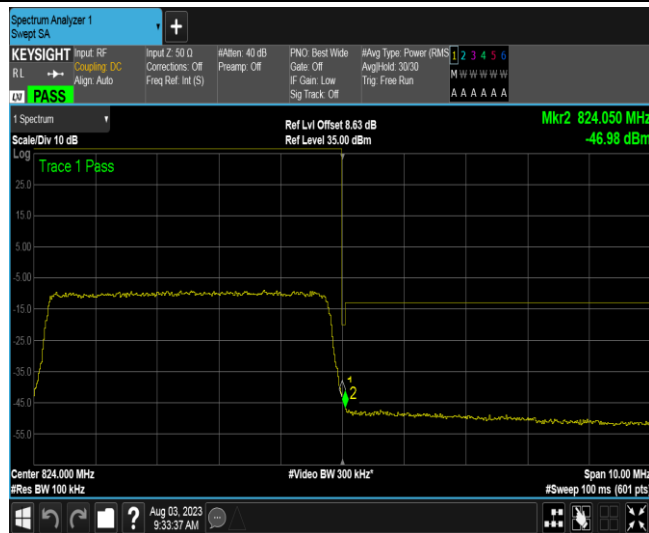 Spectrum Analyzer 1
Swept SA
+
KEYSIGHT
RL
LXI
PASS
Input: RF
Coupling: DC
Align: Auto
Input Z: 50 Ω
Corrections: Off
Freq Ref: Int (S)
#Atten: 40 dB
Preamp: Off
PNO: Best Wide
Gate: Off
IF Gain: Low
Sig Track: Off
#Avg Type: Power (RMS
Avg|Hold: 30/30
Trig: Free Run
1 2 3 4 5 6
M W W W W W
A A A A A A
1 Spectrum
Scale/Div 10 dB
Ref Lvl Offset 8.63 dB
Ref Level 35.00 dBm
Mkr2 824.050 MHz
-46.98 dBm
Log
Trace 1 Pass
25.0
15.0
5.00
-5.00
-15.0
-25.0
-35.0
-45.0
-55.0
1
2
Center 824.000 MHz
#Res BW 100 kHz
#Video BW 300 kHz*
Span 10.00 MHz
#Sweep 100 ms (601 pts)
?
Aug 03, 2023
9:33:37 AM